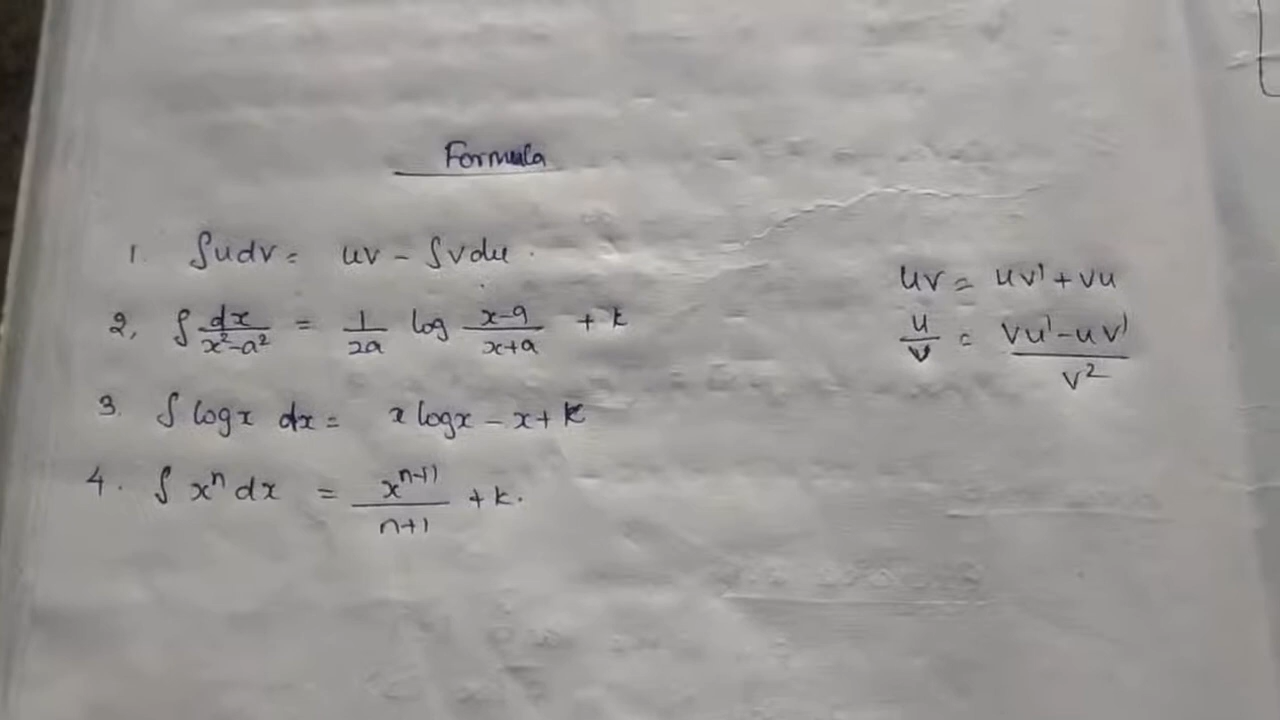 Formula
1. ∫udv = uv - ∫vdu.
2, ∫ dx/(x²-a²) = 1/2a log (x-a)/(x+a) + k
3. ∫ log x dx = x log x - x + k
4. ∫ xⁿ dx = xⁿ⁺¹/(n+1) + k.
uv = uv' + vu
u/v = (vu' - uv')/v²